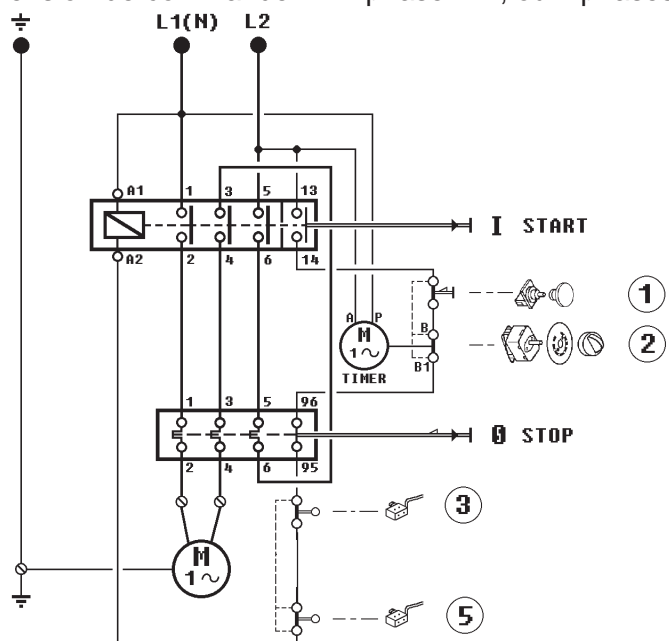 L1(N) L2
A1 1 3 5 13
I START
A2 2 4 6 14
1
A P
B
M
1~
2
TIMER
B1
1 3 5 96
0 STOP
2 4 6 95
3
M
1~
5